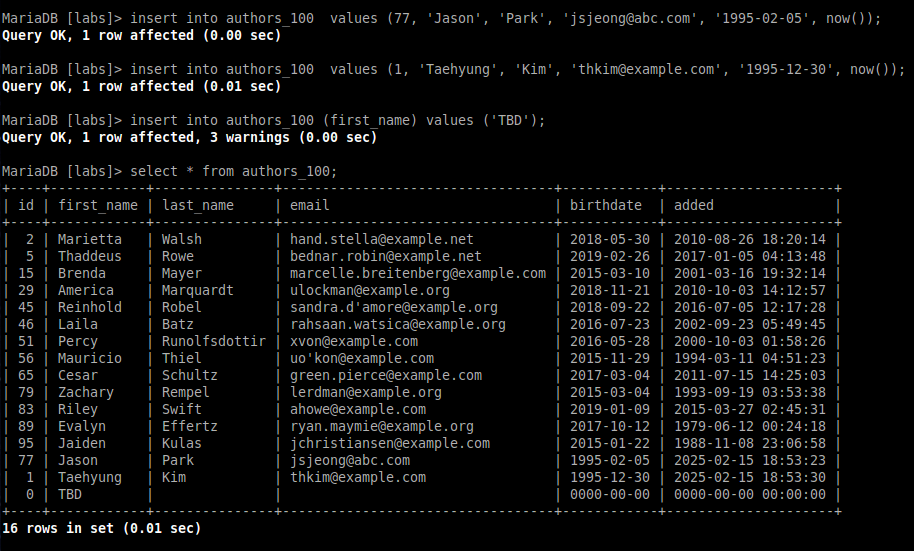 MariaDB [labs]> insert into authors_100  values (77, 'Jason', 'Park', 'jsjeong@abc.com', '1995-02-05', now());
Query OK, 1 row affected (0.00 sec)

MariaDB [labs]> insert into authors_100  values (1, 'Taehyung', 'Kim', 'thkim@example.com', '1995-12-30', now());
Query OK, 1 row affected (0.01 sec)

MariaDB [labs]> insert into authors_100 (first_name) values ('TBD');
Query OK, 1 row affected, 3 warnings (0.00 sec)

MariaDB [labs]> select * from authors_100;
+----+------------+--------------+----------------------------------+------------+---------------------+
| id | first_name | last_name    | email                            | birthdate  | added               |
+----+------------+--------------+----------------------------------+------------+---------------------+
|  2 | Marietta   | Walsh        | hand.stella@example.net          | 2018-05-30 | 2010-08-26 18:20:14 |
|  5 | Thaddeus   | Rowe         | bednar.robin@example.net         | 2019-02-26 | 2017-01-05 04:13:48 |
| 15 | Brenda     | Mayer        | marcelle.breitenberg@example.com | 2015-03-10 | 2001-03-16 19:32:14 |
| 29 | America    | Marquardt    | ulockman@example.org             | 2018-11-21 | 2010-10-03 14:12:57 |
| 45 | Reinhold   | Robel        | sandra.d'amore@example.org       | 2018-09-22 | 2016-07-05 12:17:28 |
| 46 | Laila      | Batz         | rahsaan.watsica@example.org      | 2016-07-23 | 2002-09-23 05:49:45 |
| 51 | Percy      | Runolfsdottir | xvon@example.com                 | 2016-05-28 | 2000-10-03 01:58:26 |
| 56 | Mauricio   | Thiel        | uo'kon@example.com               | 2015-11-29 | 1994-03-11 04:51:23 |
| 65 | Cesar      | Schultz      | green.pierce@example.com         | 2017-03-04 | 2011-07-15 14:25:03 |
| 79 | Zachary    | Rempel       | lerdman@example.org              | 2015-03-04 | 1993-09-19 03:53:38 |
| 83 | Riley      | Swift        | ahowe@example.com                | 2019-01-09 | 2015-03-27 02:45:31 |
| 89 | Evalyn     | Effertz      | ryan.maymie@example.org          | 2017-10-12 | 1979-06-12 00:24:18 |
| 95 | Jaiden     | Kulas        | jchristiansen@example.com        | 2015-01-22 | 1988-11-08 23:06:58 |
| 77 | Jason      | Park         | jsjeong@abc.com                  | 1995-02-05 | 2025-02-15 18:53:23 |
|  1 | Taehyung   | Kim          | thkim@example.com                | 1995-12-30 | 2025-02-15 18:53:30 |
|  0 | TBD        |              |                                  | 0000-00-00 | 0000-00-00 00:00:00 |
+----+------------+--------------+----------------------------------+------------+---------------------+
16 rows in set (0.01 sec)